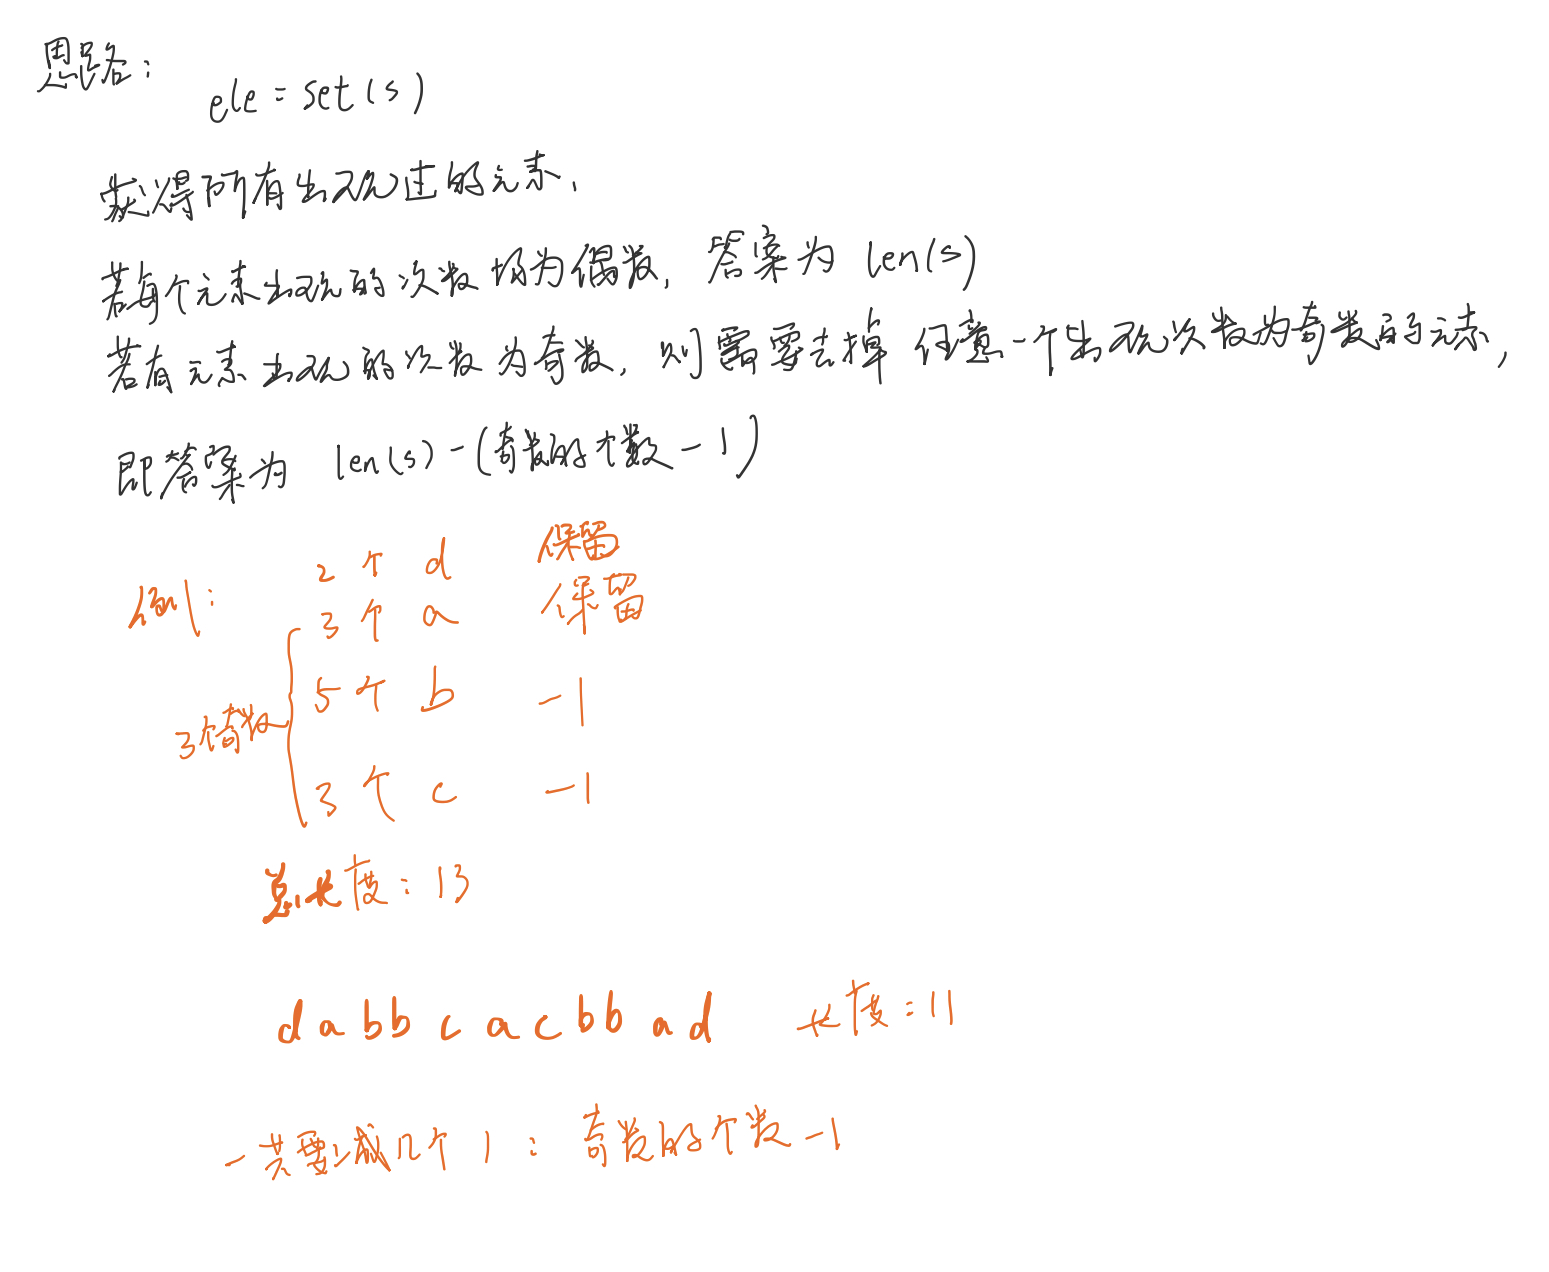 思路：
ele = set(s)
获得所有出现过的元素，
若每个元素出现的次数均为偶数，答案为 len(s)
若有元素出现的次数为奇数，则需要去掉 任意一个出现次数为奇数的元素，
即答案为 len(s) - (奇数的个数 - 1)
例：
2 个 d 保留
3 个 a 保留
5 个 b -1
3个奇数
3 个 c -1
总长度：13
d a b b c a c b b a d 长度：11
一共要减几个 1：奇数的个数 -1